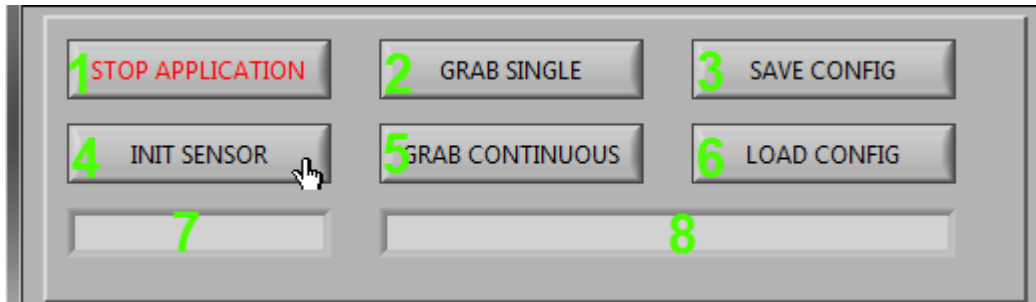 1 STOP APPLICATION 2 GRAB SINGLE 3 SAVE CONFIG
4 INIT SENSOR 5 GRAB CONTINUOUS 6 LOAD CONFIG
7 8